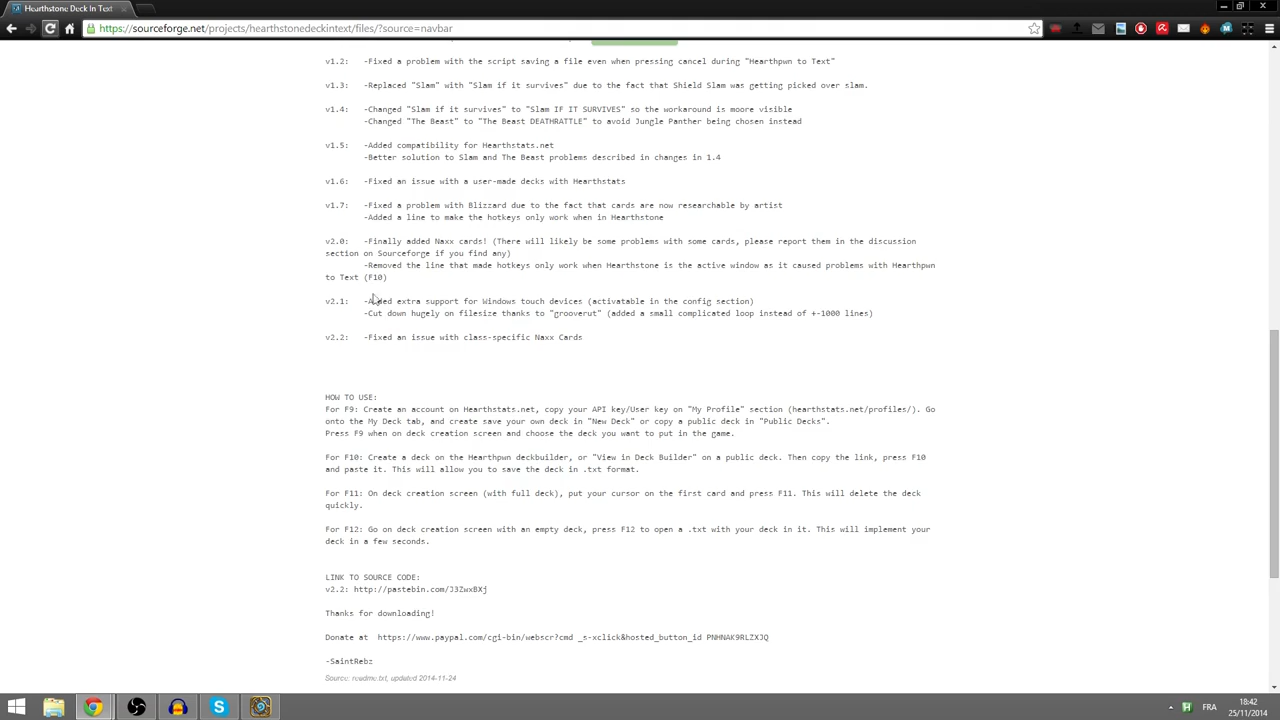 Hearthstone Deck In Text
https://sourceforge.net/projects/hearthstonedeckintext/files/?source=navbar
v1.2: -Fixed a problem with the script saving a file even when pressing cancel during "Hearthpwn to Text"
v1.3: -Replaced "Slam" with "Slam if it survives" due to the fact that Shield Slam was getting picked over slam.
v1.4: -Changed "Slam if it survives" to "Slam IF IT SURVIVES" so the workaround is moore visible
-Changed "The Beast" to "The Beast DEATHRATTLE" to avoid Jungle Panther being chosen instead
v1.5: -Added compatibility for Hearthstats.net
-Better solution to Slam and The Beast problems described in changes in 1.4
v1.6: -Fixed an issue with a user-made decks with Hearthstats
v1.7: -Fixed a problem with Blizzard due to the fact that cards are now researchable by artist
-Added a line to make the hotkeys only work when in Hearthstone
v2.0: -Finally added Naxx cards! (There will likely be some problems with some cards, please report them in the discussion
section on Sourceforge if you find any)
-Removed the line that made hotkeys only work when Hearthstone is the active window as it caused problems with Hearthpwn
to Text (F10)
v2.1: -Added extra support for Windows touch devices (activatable in the config section)
-Cut down hugely on filesize thanks to "grooverut" (added a small complicated loop instead of +-1000 lines)
v2.2: -Fixed an issue with class-specific Naxx Cards
HOW TO USE:
For F9: Create an account on Hearthstats.net, copy your API key/User key on "My Profile" section (hearthstats.net/profiles/). Go
onto the My Deck tab, and create save your own deck in "New Deck" or copy a public deck in "Public Decks".
Press F9 when on deck creation screen and choose the deck you want to put in the game.
For F10: Create a deck on the Hearthpwn deckbuilder, or "View in Deck Builder" on a public deck. Then copy the link, press F10
and paste it. This will allow you to save the deck in .txt format.
For F11: On deck creation screen (with full deck), put your cursor on the first card and press F11. This will delete the deck
quickly.
For F12: Go on deck creation screen with an empty deck, press F12 to open a .txt with your deck in it. This will implement your
deck in a few seconds.
LINK TO SOURCE CODE:
v2.2: http://pastebin.com/J3ZwxBXj
Thanks for downloading!
Donate at https://www.paypal.com/cgi-bin/webscr?cmd _s-xclick&hosted_button_id PNHNAK9RLZXJQ
-SaintRebz
Source: readme.txt, updated 2014-11-24
FRA
18:42
25/11/2014